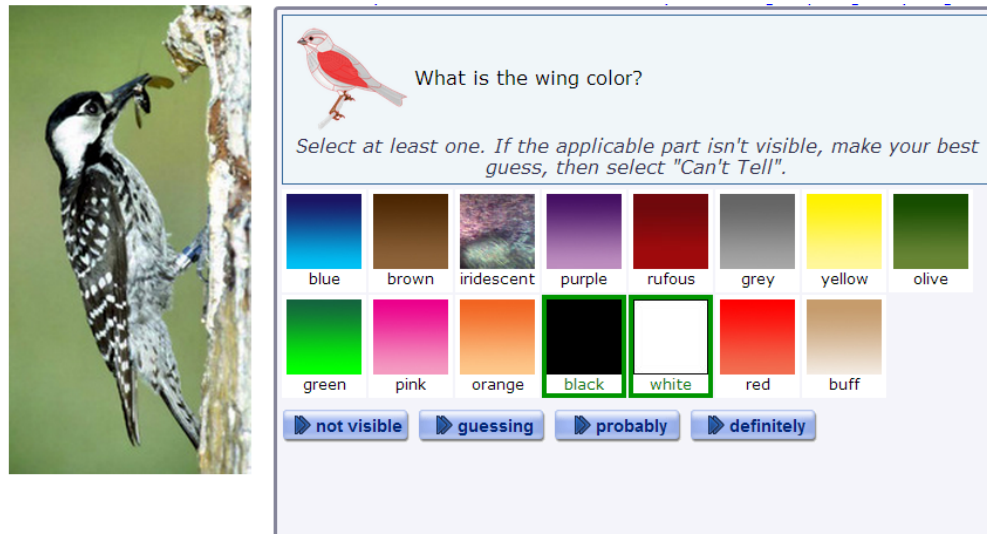 What is the wing color?
Select at least one. If the applicable part isn't visible, make your best
guess, then select "Can't Tell".
blue brown iridescent purple rufous grey yellow olive
green pink orange black white red buff
not visible guessing probably definitely